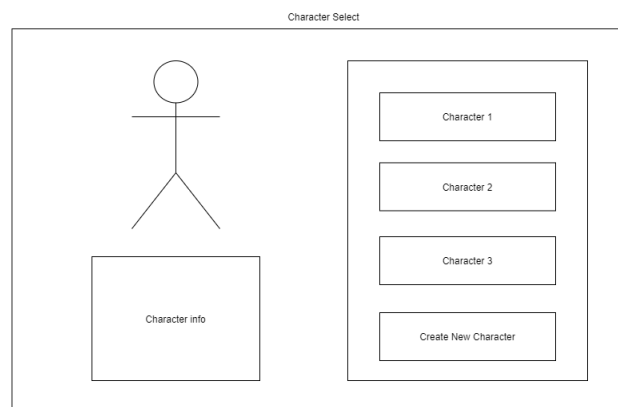 Character Select
Character 1
Character 2
Character 3
Character info
Create New Character